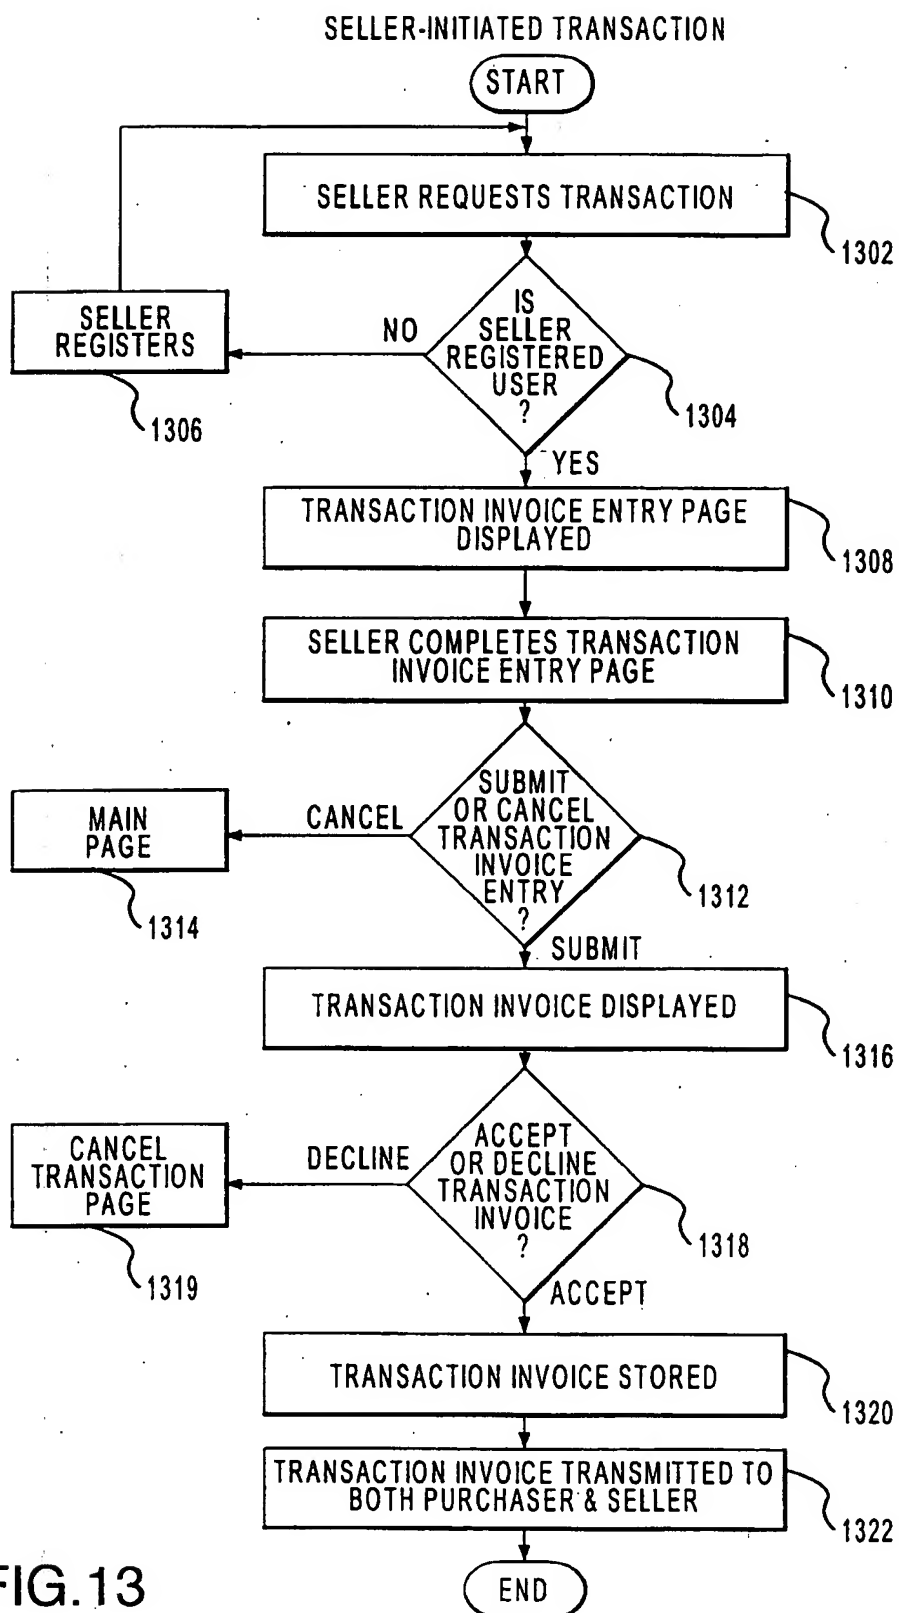 SELLER-INITIATED TRANSACTION
START
SELLER REQUESTS TRANSACTION
1302
IS
SELLER
REGISTERED
USER
?
1304
NO
SELLER
REGISTERS
1306
YES
TRANSACTION INVOICE ENTRY PAGE
DISPLAYED
1308
SELLER COMPLETES TRANSACTION
INVOICE ENTRY PAGE
1310
SUBMIT
OR CANCEL
TRANSACTION
INVOICE
ENTRY
?
1312
CANCEL
MAIN
PAGE
1314
SUBMIT
TRANSACTION INVOICE DISPLAYED
1316
ACCEPT
OR DECLINE
TRANSACTION
INVOICE
?
1318
DECLINE
CANCEL
TRANSACTION
PAGE
1319
ACCEPT
TRANSACTION INVOICE STORED
1320
TRANSACTION INVOICE TRANSMITTED TO
BOTH PURCHASER & SELLER
1322
END
FIG.13